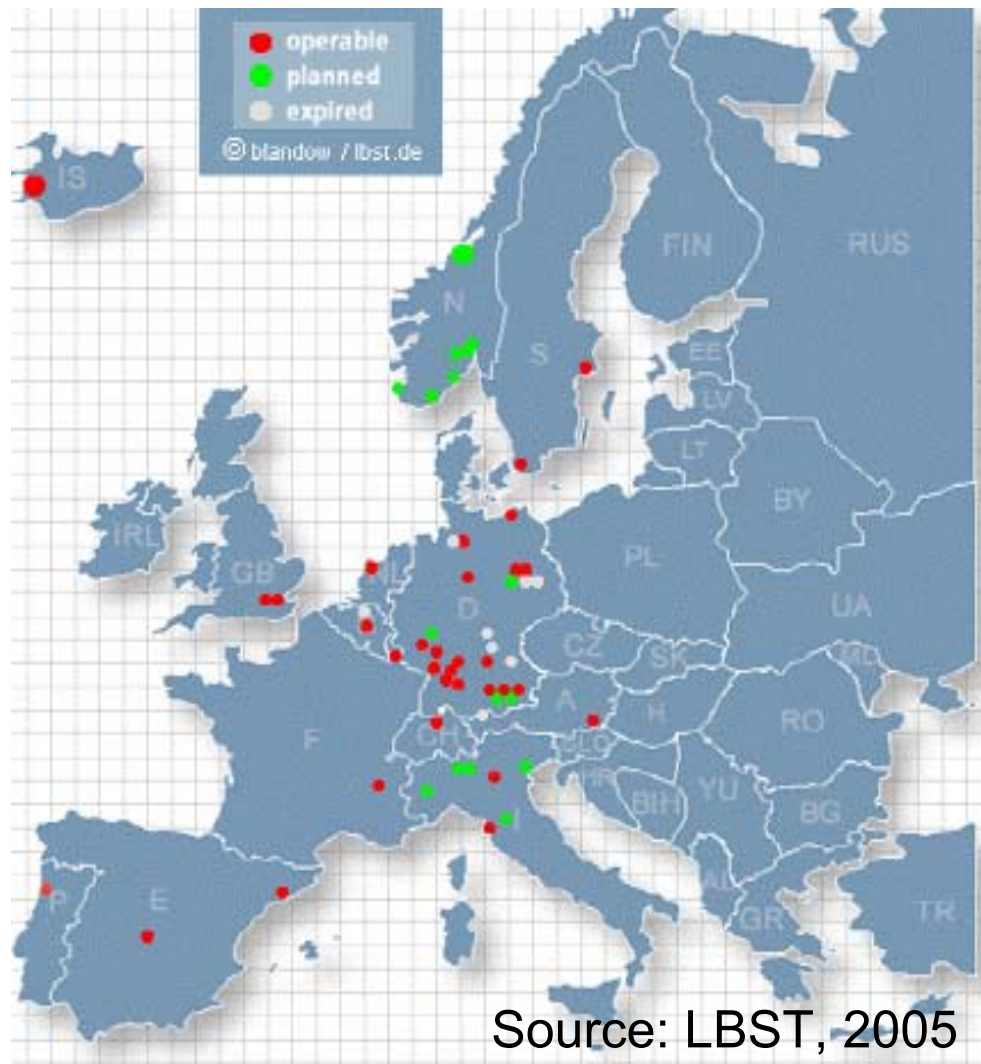 operable
planned
expired
© blandow / lbst.de
IS
FIN
RUS
N
S
EE
LV
LT
BY
IRL
GB
NL
PL
D
UA
CZ
SK
F
A
H
RO
CH
SLO
HR
BIH
YU
BG
I
P
E
AL
GR
TR
Source: LBST, 2005